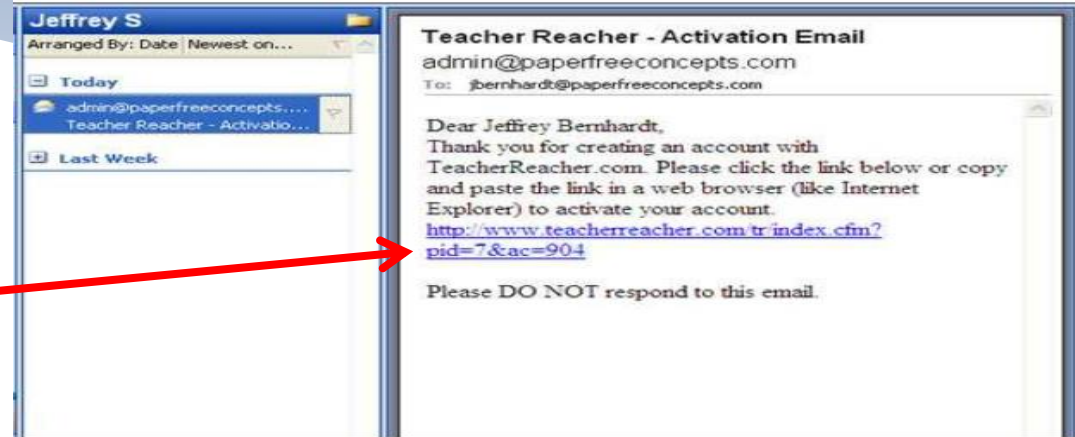 Jeffrey S
Arranged By: Date Newest on...
Today
admin@paperfreeconcepts....
Teacher Reacher - Activatio...
Last Week
Teacher Reacher - Activation Email
admin@paperfreeconcepts.com
To: jbernhardt@paperfreeconcepts.com
Dear Jeffrey Bernhardt,
Thank you for creating an account with
TeacherReacher.com. Please click the link below or copy
and paste the link in a web browser (like Internet
Explorer) to activate your account.
http://www.teacherreacher.com/tr/index.cfm?
pid=7&ac=904
Please DO NOT respond to this email.